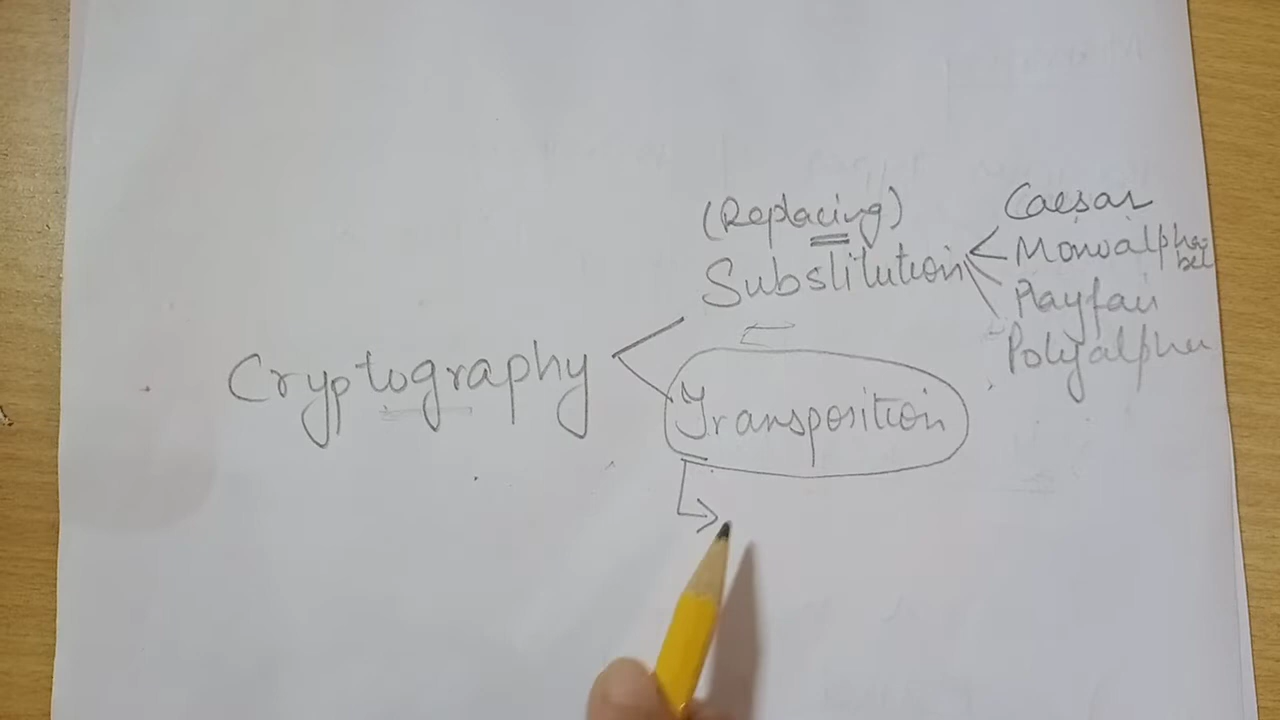 (Replacing)
Substitution
Caesar
Monoalphabet
Playfair
Polyalpha
Cryptography
Transposition